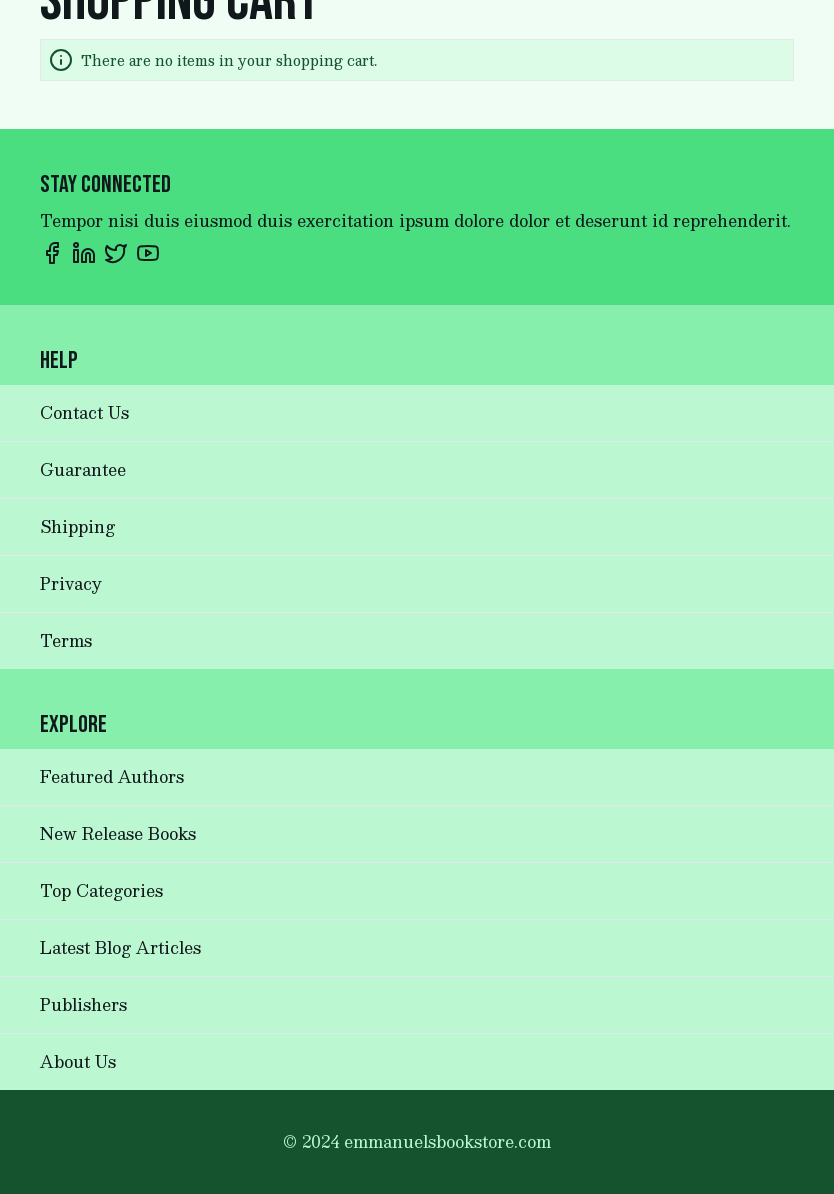 SHOPPING CART
There are no items in your shopping cart.
STAY CONNECTED
Tempor nisi duis eiusmod duis exercitation ipsum dolore dolor et deserunt id reprehenderit.
HELP
Contact Us
Guarantee
Shipping
Privacy
Terms
EXPLORE
Featured Authors
New Release Books
Top Categories
Latest Blog Articles
Publishers
About Us
© 2024 emmanuelsbookstore.com